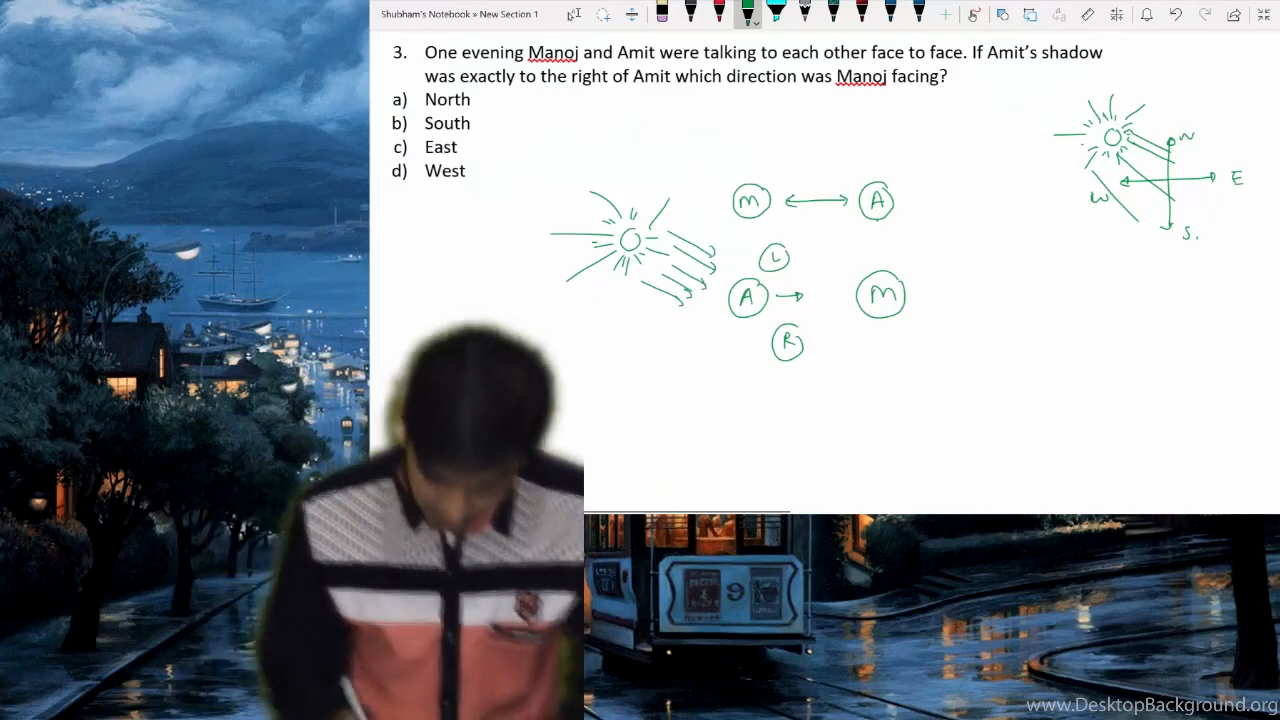 Shubham's Notebook » New Section 1
3. One evening Manoj and Amit were talking to each other face to face. If Amit's shadow
was exactly to the right of Amit which direction was Manoj facing?
a) North
b) South
c) East
d) West
N
E
W
S.
M A
L
A M
R
9
www.DesktopBackground.org